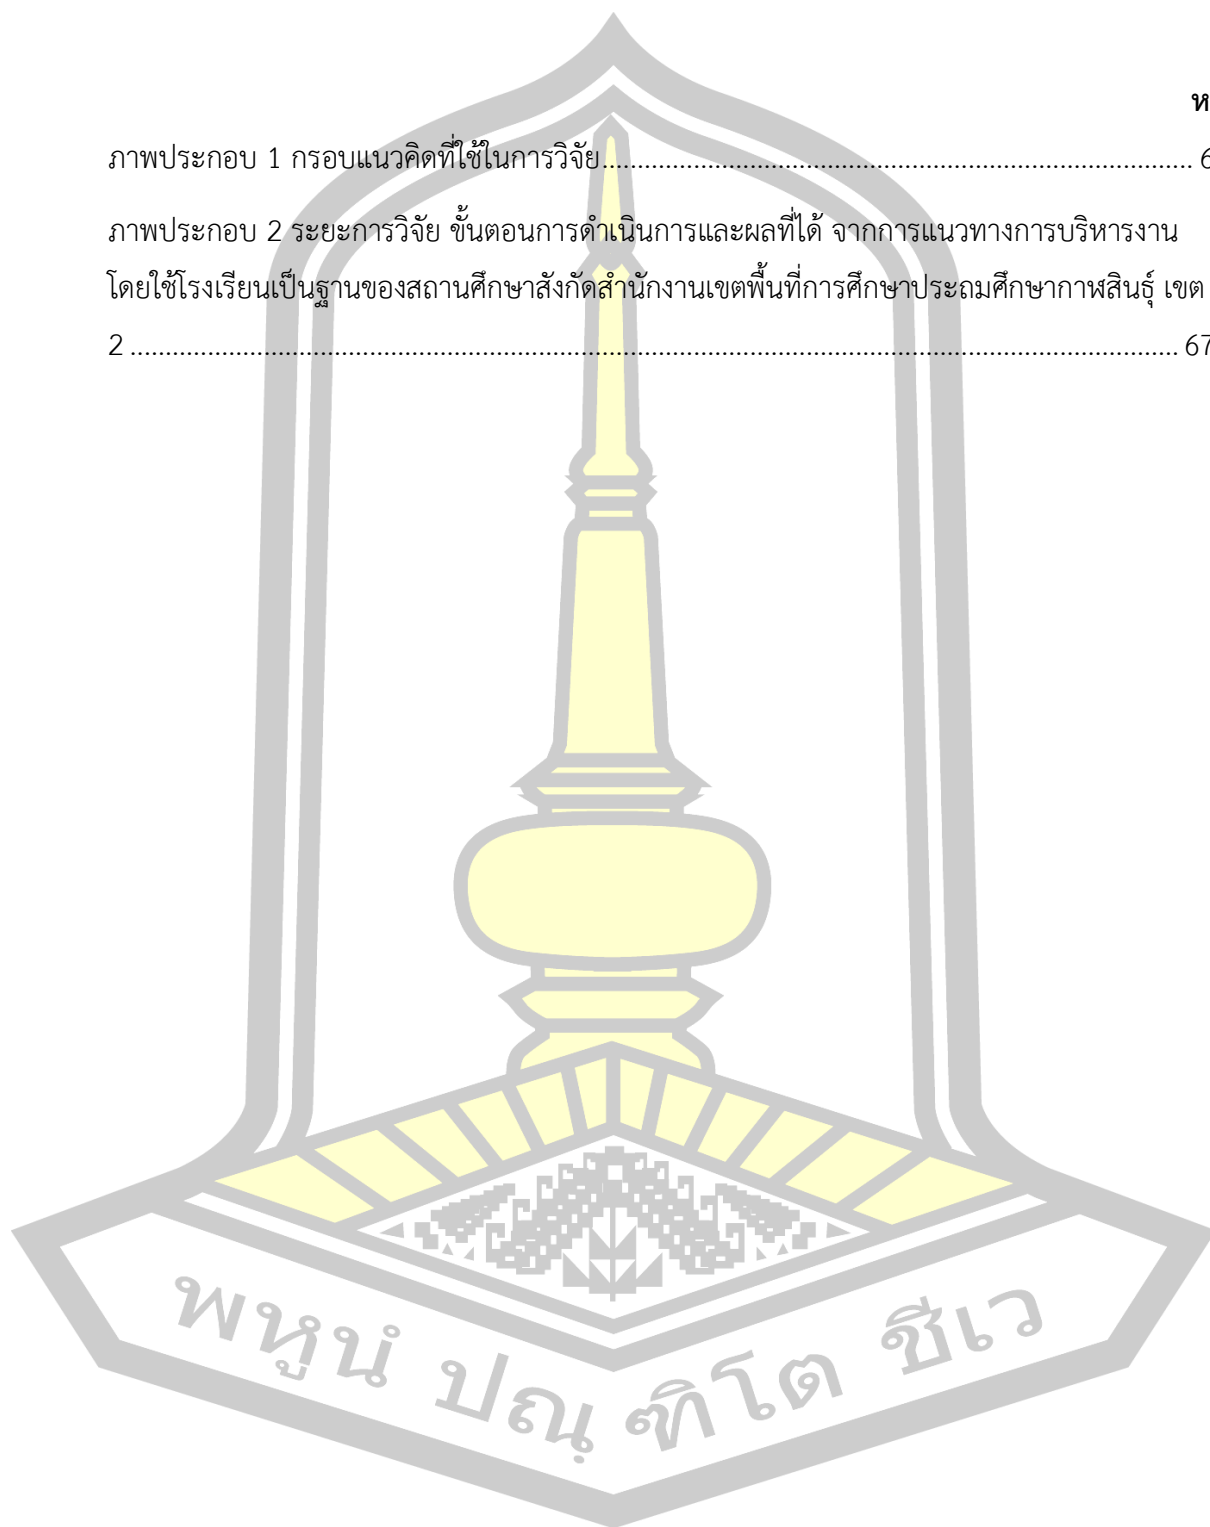 ห
ภาพประกอบ 1 กรอบแนวคิดที่ใช้ในการวิจัย........................................................................................ 6
ภาพประกอบ 2 ระยะการวิจัย ขั้นตอนการดำเนินการและผลที่ได้ จากการแนวทางการบริหารงาน
โดยใช้โรงเรียนเป็นฐานของสถานศึกษาสังกัดสำนักงานเขตพื้นที่การศึกษาประถมศึกษากาฬสินธุ์ เขต
2 ............................................................................................................................................................. 67
พหูนํ ปณฺฑิโต ชีเว